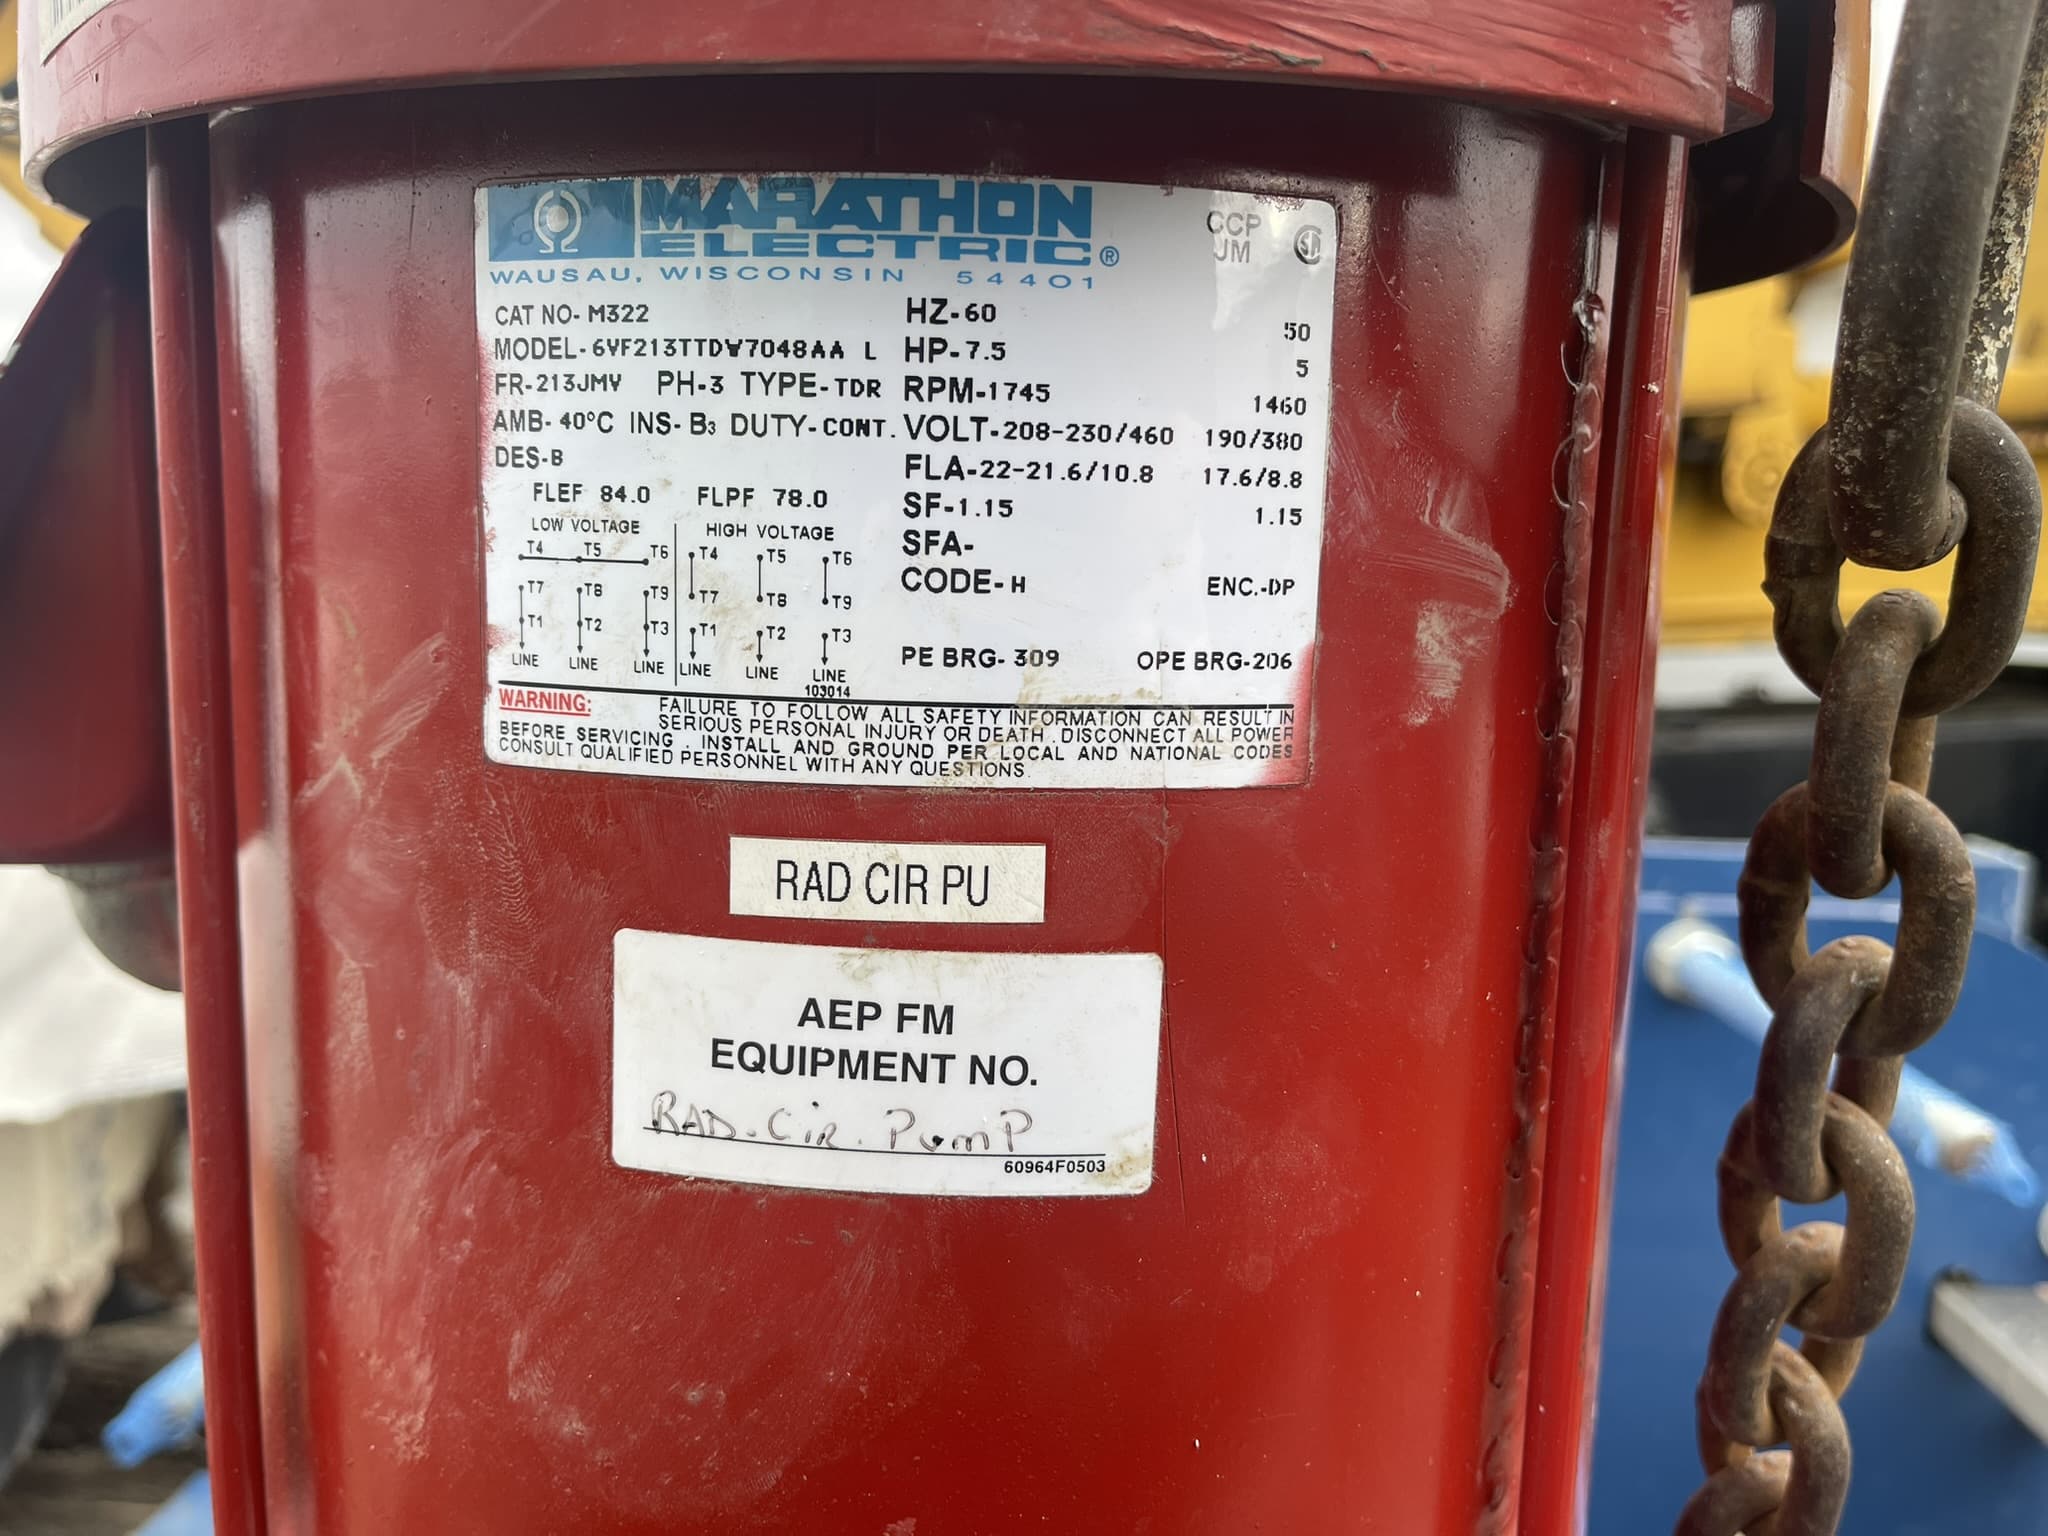 MARATHON
ELECTRIC®
WAUSAU, WISCONSIN 54401
CCP
JM
CAT NO- M322
MODEL-6VF213TTDW7048AA L
FR-213JMV PH-3 TYPE-TDR
AMB- 40°C INS- B3 DUTY- CONT.
DES-B
FLEF 84.0 FLPF 78.0
HZ-60 50
HP-7.5 5
RPM-1745 1460
VOLT-208-230/460 190/380
FLA-22-21.6/10.8 17.6/8.8
SF-1.15 1.15
SFA-
CODE-H ENC.-DP
PE BRG- 309 OPE BRG-206
LOW VOLTAGE
T4 T5 T6
T7 T8 T9
T1 T2 T3
LINE LINE LINE
HIGH VOLTAGE
T4 T5 T6
T7 T8 T9
T1 T2 T3
LINE LINE LINE
103014
WARNING: FAILURE TO FOLLOW ALL SAFETY INFORMATION CAN RESULT IN
SERIOUS PERSONAL INJURY OR DEATH. DISCONNECT ALL POWER
BEFORE SERVICING. INSTALL AND GROUND PER LOCAL AND NATIONAL CODES
CONSULT QUALIFIED PERSONNEL WITH ANY QUESTIONS.
RAD CIR PU
AEP FM
EQUIPMENT NO.
RAD. CIR. PUMP
60964F0503